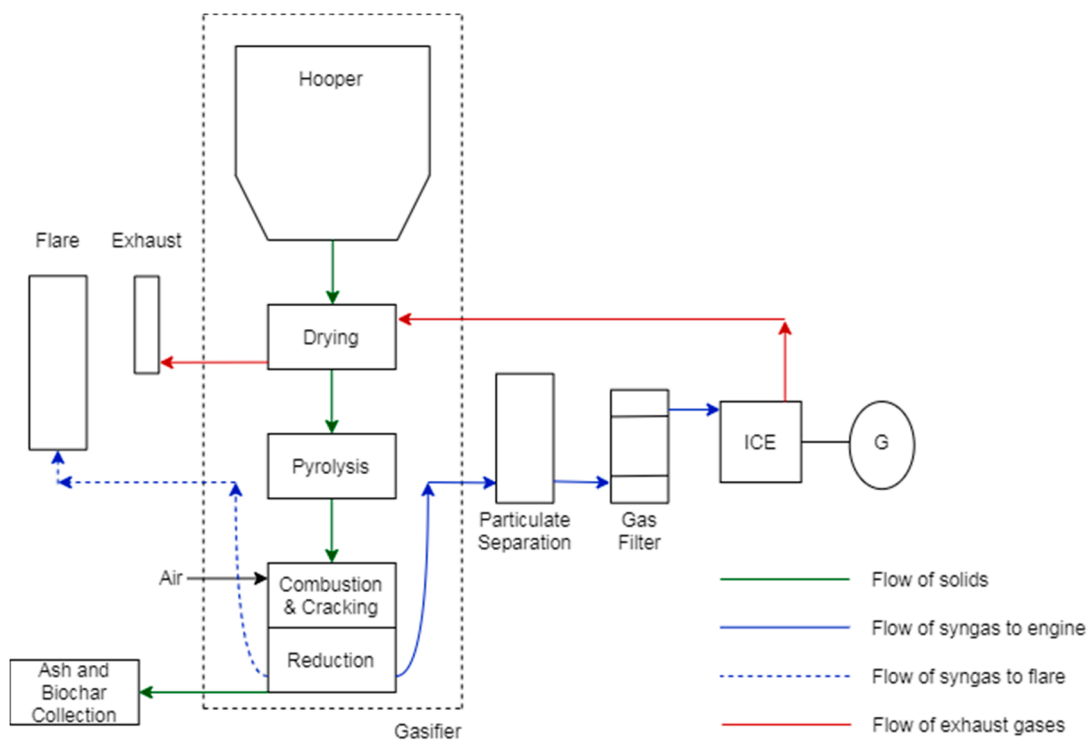 Hooper
Flare
Exhaust
Drying
Pyrolysis
ICE
G
Particulate
Separation
Gas
Filter
Air
Combustion
& Cracking
Reduction
Ash and
Biochar
Collection
Gasifier
Flow of solids
Flow of syngas to engine
Flow of syngas to flare
Flow of exhaust gases